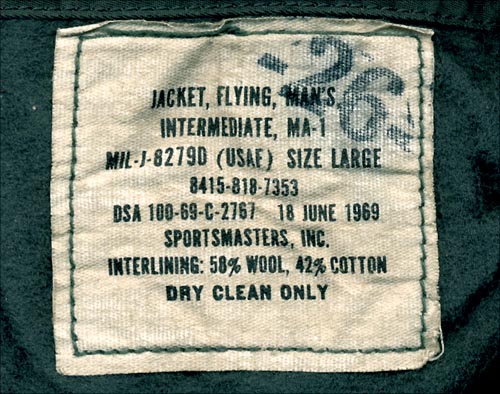 -26-
JACKET, FLYING, MAN'S,
INTERMEDIATE, MA-1
MIL-J-8279D (USAF) SIZE LARGE
8415-818-7353
DSA 100-69-C-2767 18 JUNE 1969
SPORTSMASTERS, INC.
INTERLINING: 58% WOOL, 42% COTTON
DRY CLEAN ONLY